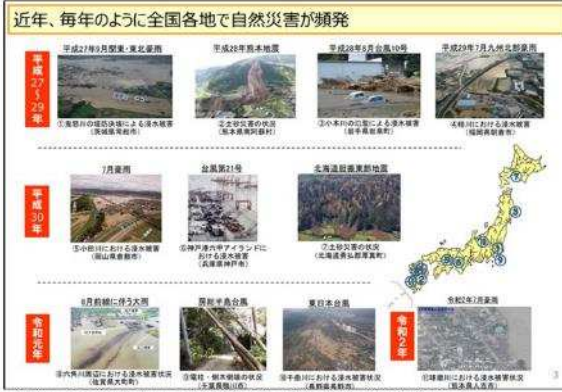 近年、毎年のように全国各地で自然災害が頻発
平成27~29年
平成27年9月関東・東北豪雨
①鬼怒川の堤防決壊による浸水被害
(茨城県常総市)
平成28年熊本地震
②土砂災害の状況
(熊本県南阿蘇村)
平成28年8月台風10号
③小本川の氾濫による浸水被害
(岩手県岩泉町)
平成29年7月九州北部豪雨
④桂川における浸水被害
(福岡県朝倉市)
平成30年
7月豪雨
⑤小田川における浸水被害
(岡山県倉敷市)
台風第21号
⑥神戸港六甲アイランドに
おける浸水被害
(兵庫県神戸市)
北海道胆振東部地震
⑦土砂災害の状況
(北海道勇払郡厚真町)
令和元年
8月前線に伴う大雨
⑧六角川周辺における浸水被害
(佐賀県大町町)
房総半島台風
⑨電柱・倒木倒壊の状況
(千葉県鴨川市)
東日本台風
⑩千曲川における浸水被害
(長野県長野市)
令和2年
令和2年7月豪雨
⑪球磨川における浸水状況
(熊本県人吉市)
3